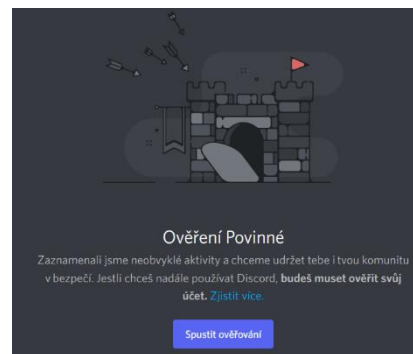 Ověření Povinné
Zaznamenali jsme neobvyklé aktivity a chceme udržet tebe i tvou komunitu
v bezpečí. Jestli chceš nadále používat Discord, budeš muset ověřit svůj
účet. Zjistit více.
Spustit ověřování